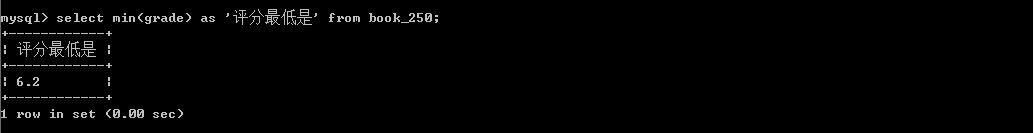 mysql> select min(grade) as '评分最低是' from book_250;
+------------+
| 评分最低是 |
+------------+
| 6.2        |
+------------+
1 row in set (0.00 sec)